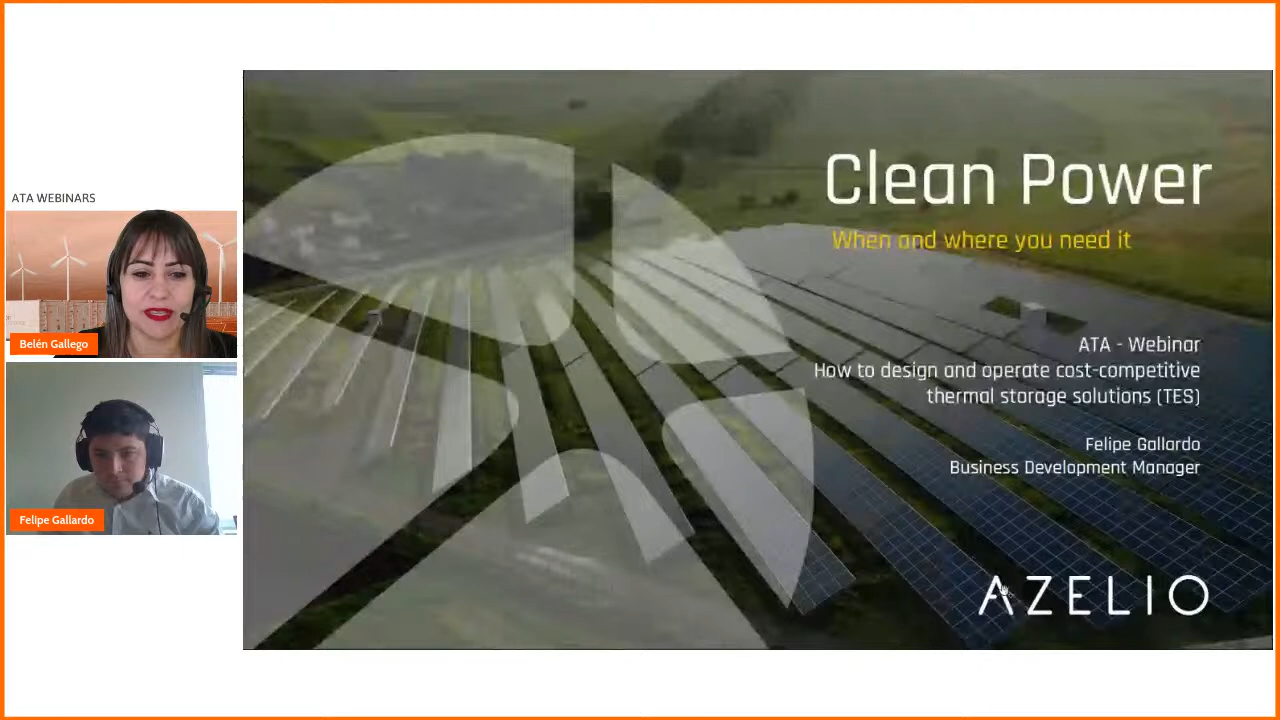 ATA WEBINARS
Belén Gallego
Felipe Gallardo
Clean Power
When and where you need it
ATA - Webinar
How to design and operate cost-competitive
thermal storage solutions (TES)
Felipe Gallardo
Business Development Manager
AZELIO